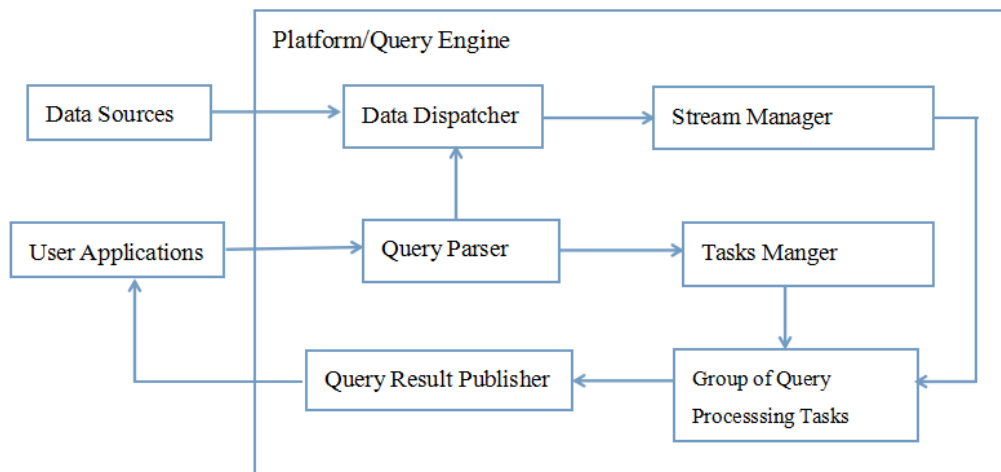 Platform/Query Engine
Data Sources
Data Dispatcher
Stream Manager
User Applications
Query Parser
Tasks Manger
Query Result Publisher
Group of Query
Processsing Tasks